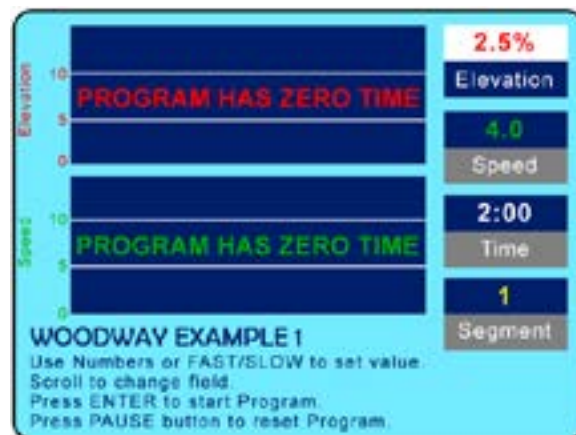 Elevation
10
5
0
PROGRAM HAS ZERO TIME
Speed
10
5
0
PROGRAM HAS ZERO TIME
2.5%
Elevation
4.0
Speed
2:00
Time
1
Segment
WOODWAY EXAMPLE 1
Use Numbers or FAST/SLOW to set value.
Scroll to change field.
Press ENTER to start Program.
Press PAUSE button to reset Program.